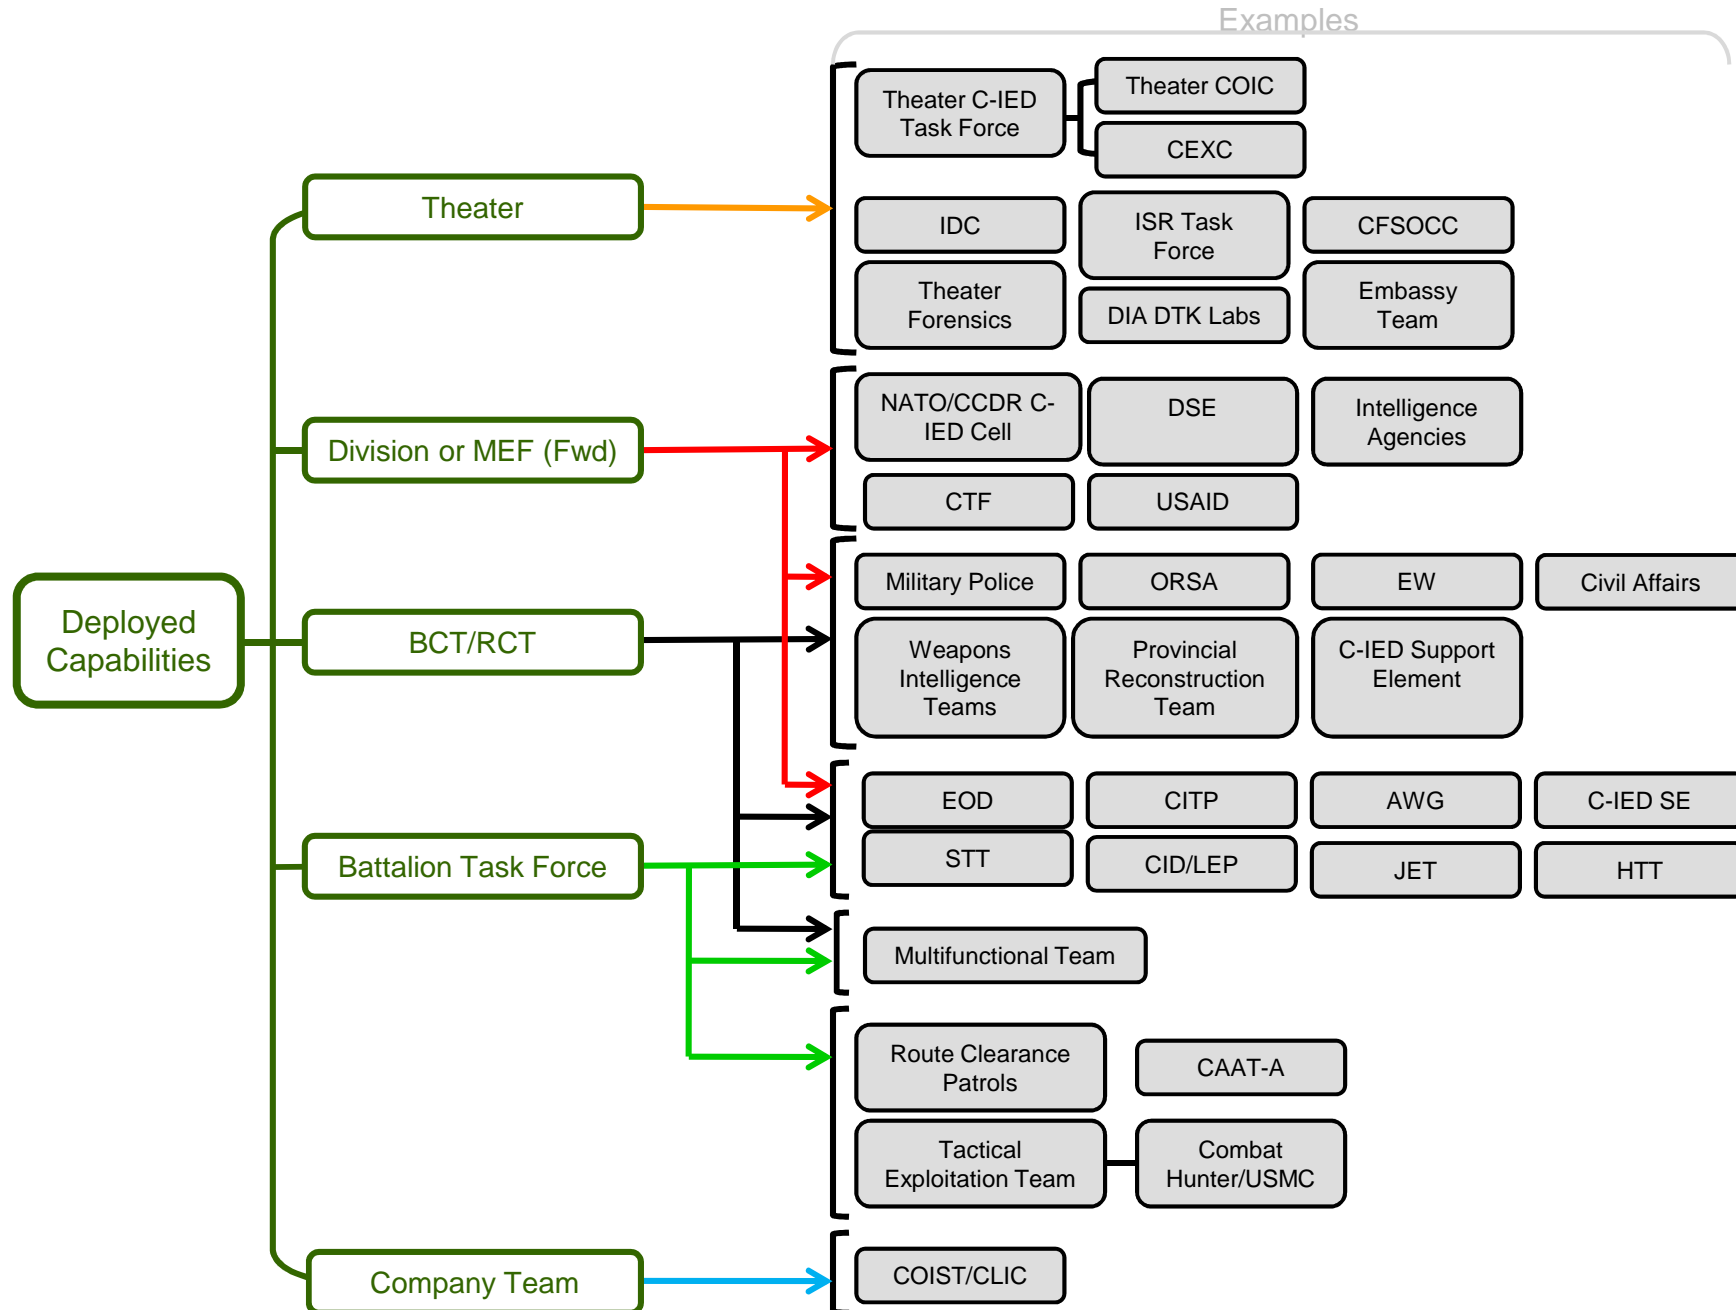 Examples
Deployed
Capabilities
Theater
Theater C-IED
Task Force
Theater COIC
CEXC
IDC
ISR Task
Force
CFSOCC
Theater
Forensics
DIA DTK Labs
Embassy
Team
Division or MEF (Fwd)
NATO/CCDR C-
IED Cell
DSE
Intelligence
Agencies
CTF
USAID
BCT/RCT
Military Police
ORSA
EW
Civil Affairs
Weapons
Intelligence
Teams
Provincial
Reconstruction
Team
C-IED Support
Element
Battalion Task Force
EOD
CITP
AWG
C-IED SE
STT
CID/LEP
JET
HTT
Multifunctional Team
Route Clearance
Patrols
CAAT-A
Tactical
Exploitation Team
Combat
Hunter/USMC
Company Team
COIST/CLIC